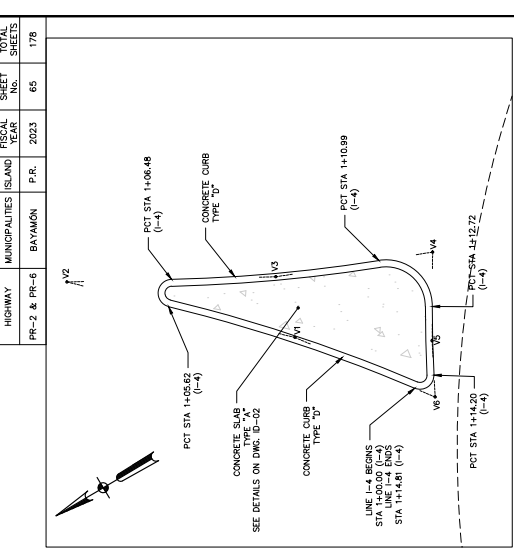 HIGHWAY
MUNICIPALITIES
ISLAND
FISCAL
YEAR
SHEET
No.
TOTAL
SHEETS
PR-2 & PR-6
BAYAMÓN
P.R.
2023
65
178
V2
PCT STA 1+06.48
(I-4)
CONCRETE CURB
TYPE "D"
V3
PCT STA 1+10.99
(I-4)
V4
PCT STA 1+12.72
(I-4)
PCT STA 1+05.62
(I-4)
V1
CONCRETE SLAB
TYPE "A"
SEE DETAILS ON DWG. ID-02
CONCRETE CURB
TYPE "D"
V5
LINE I-4 BEGINS
STA 1+00.00 (I-4)
LINE I-4 ENDS
STA 1+14.81 (I-4)
V6
PCT STA 1+14.20
(I-4)